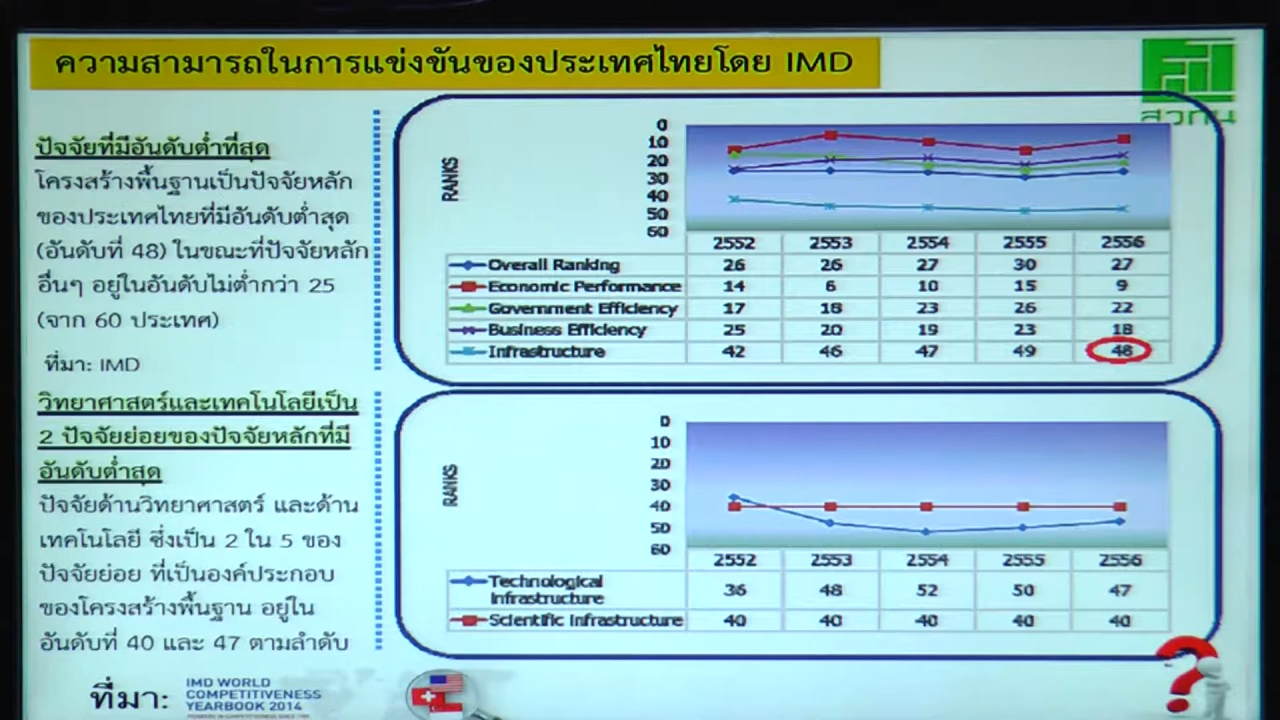 ความสามารถในการแข่งขันของประเทศไทยโดย IMD
สวทน
ปัจจัยที่มีอันดับต่ำที่สุด
โครงสร้างพื้นฐานเป็นปัจจัยหลัก
ของประเทศไทยที่มีอันดับต่ำสุด
(อันดับที่ 48) ในขณะที่ปัจจัยหลัก
อื่นๆ อยู่ในอันดับไม่ต่ำกว่า 25
(จาก 60 ประเทศ)
ที่มา: IMD
RANKS
0
10
20
30
40
50
60
2552 2553 2554 2555 2556
Overall Ranking 26 26 27 30 27
Economic Performance 14 6 10 15 9
Government Efficiency 17 18 23 26 22
Business Efficiency 25 20 19 23 18
Infrastructure 42 46 47 49 48
วิทยาศาสตร์และเทคโนโลยีเป็น
2 ปัจจัยย่อยของปัจจัยหลักที่มี
อันดับต่ำสุด
ปัจจัยด้านวิทยาศาสตร์ และด้าน
เทคโนโลยี ซึ่งเป็น 2 ใน 5 ของ
ปัจจัยย่อย ที่เป็นองค์ประกอบ
ของโครงสร้างพื้นฐาน อยู่ใน
อันดับที่ 40 และ 47 ตามลำดับ
RANKS
0
10
20
30
40
50
60
2552 2553 2554 2555 2556
Technological
Infrastructure 36 48 52 50 47
Scientific Infrastructure 40 40 40 40 40
ที่มา:
IMD WORLD
COMPETITIVENESS
YEARBOOK 2014